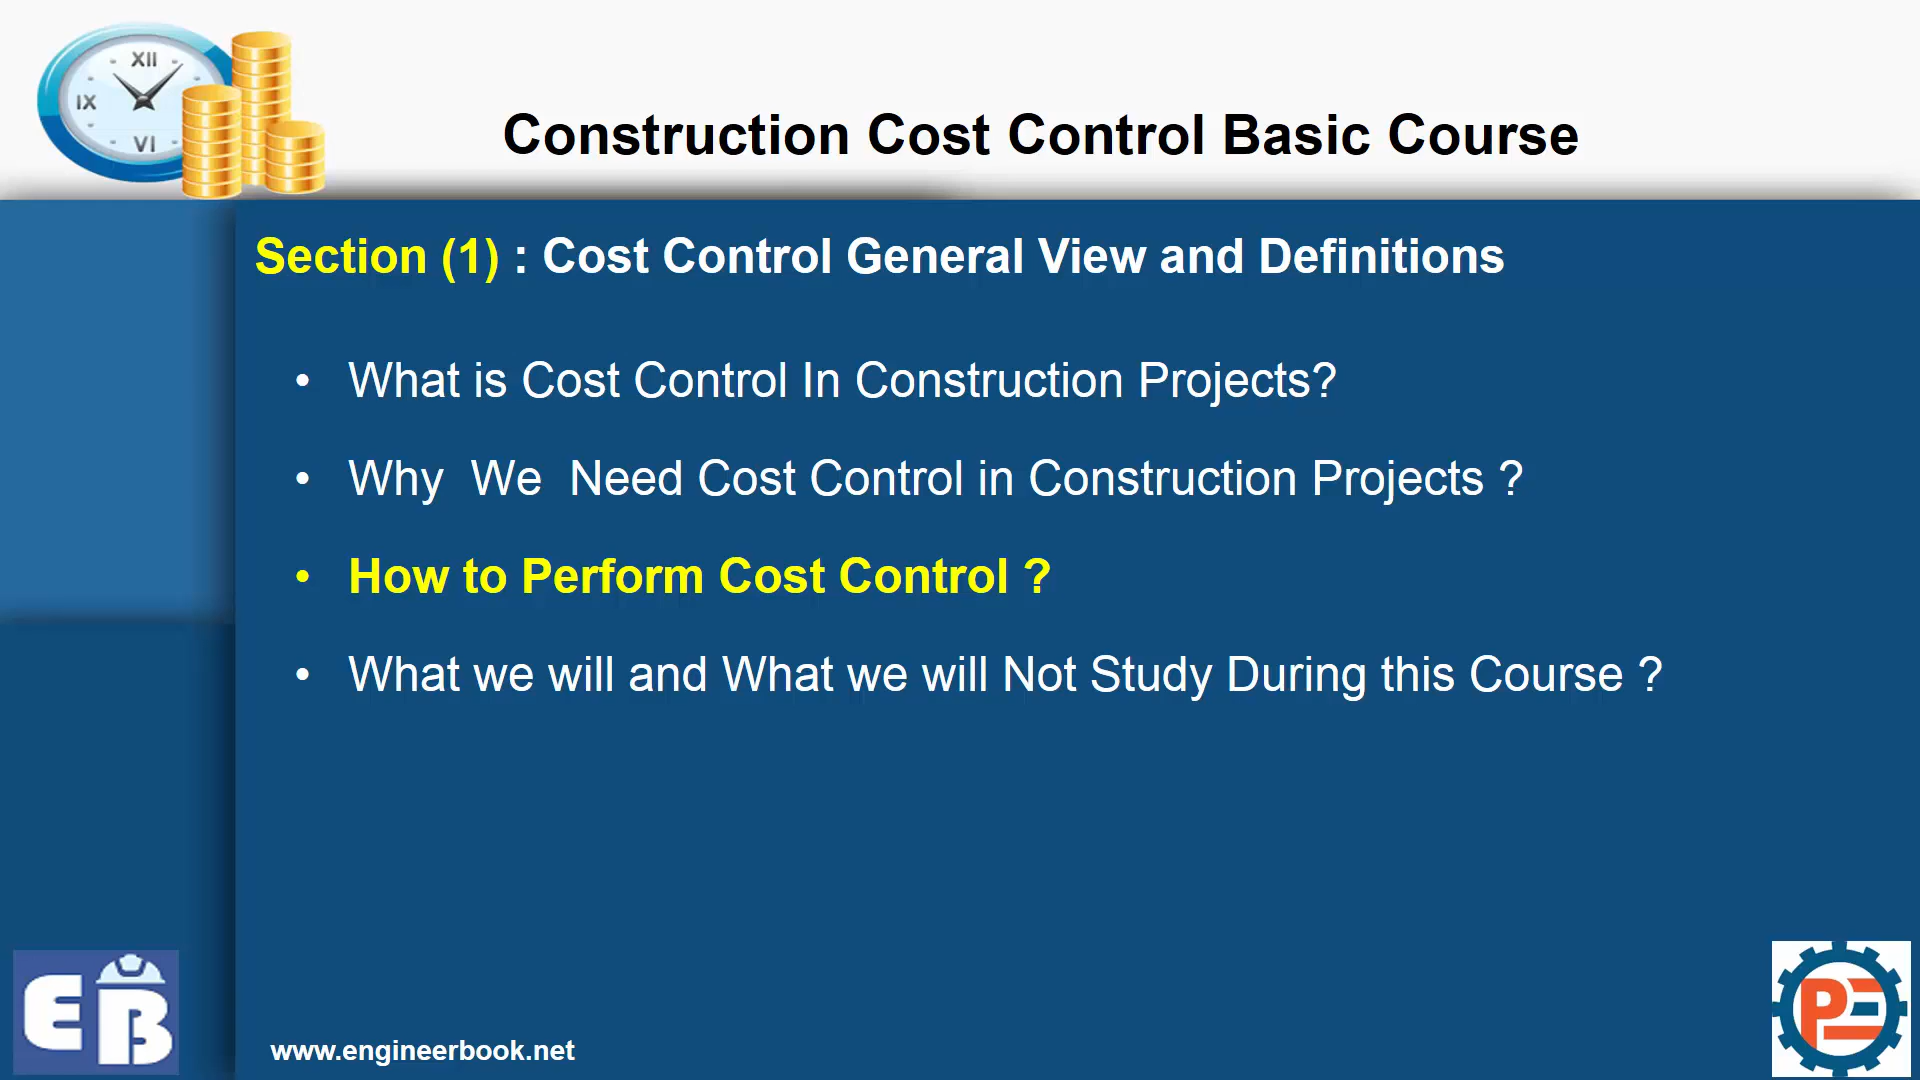 XII
IX
VI
Construction Cost Control Basic Course
Section (1) : Cost Control General View and Definitions
• What is Cost Control In Construction Projects?
• Why  We  Need Cost Control in Construction Projects ?
• How to Perform Cost Control ?
• What we will and What we will Not Study During this Course ?
EB
www.engineerbook.net
PE